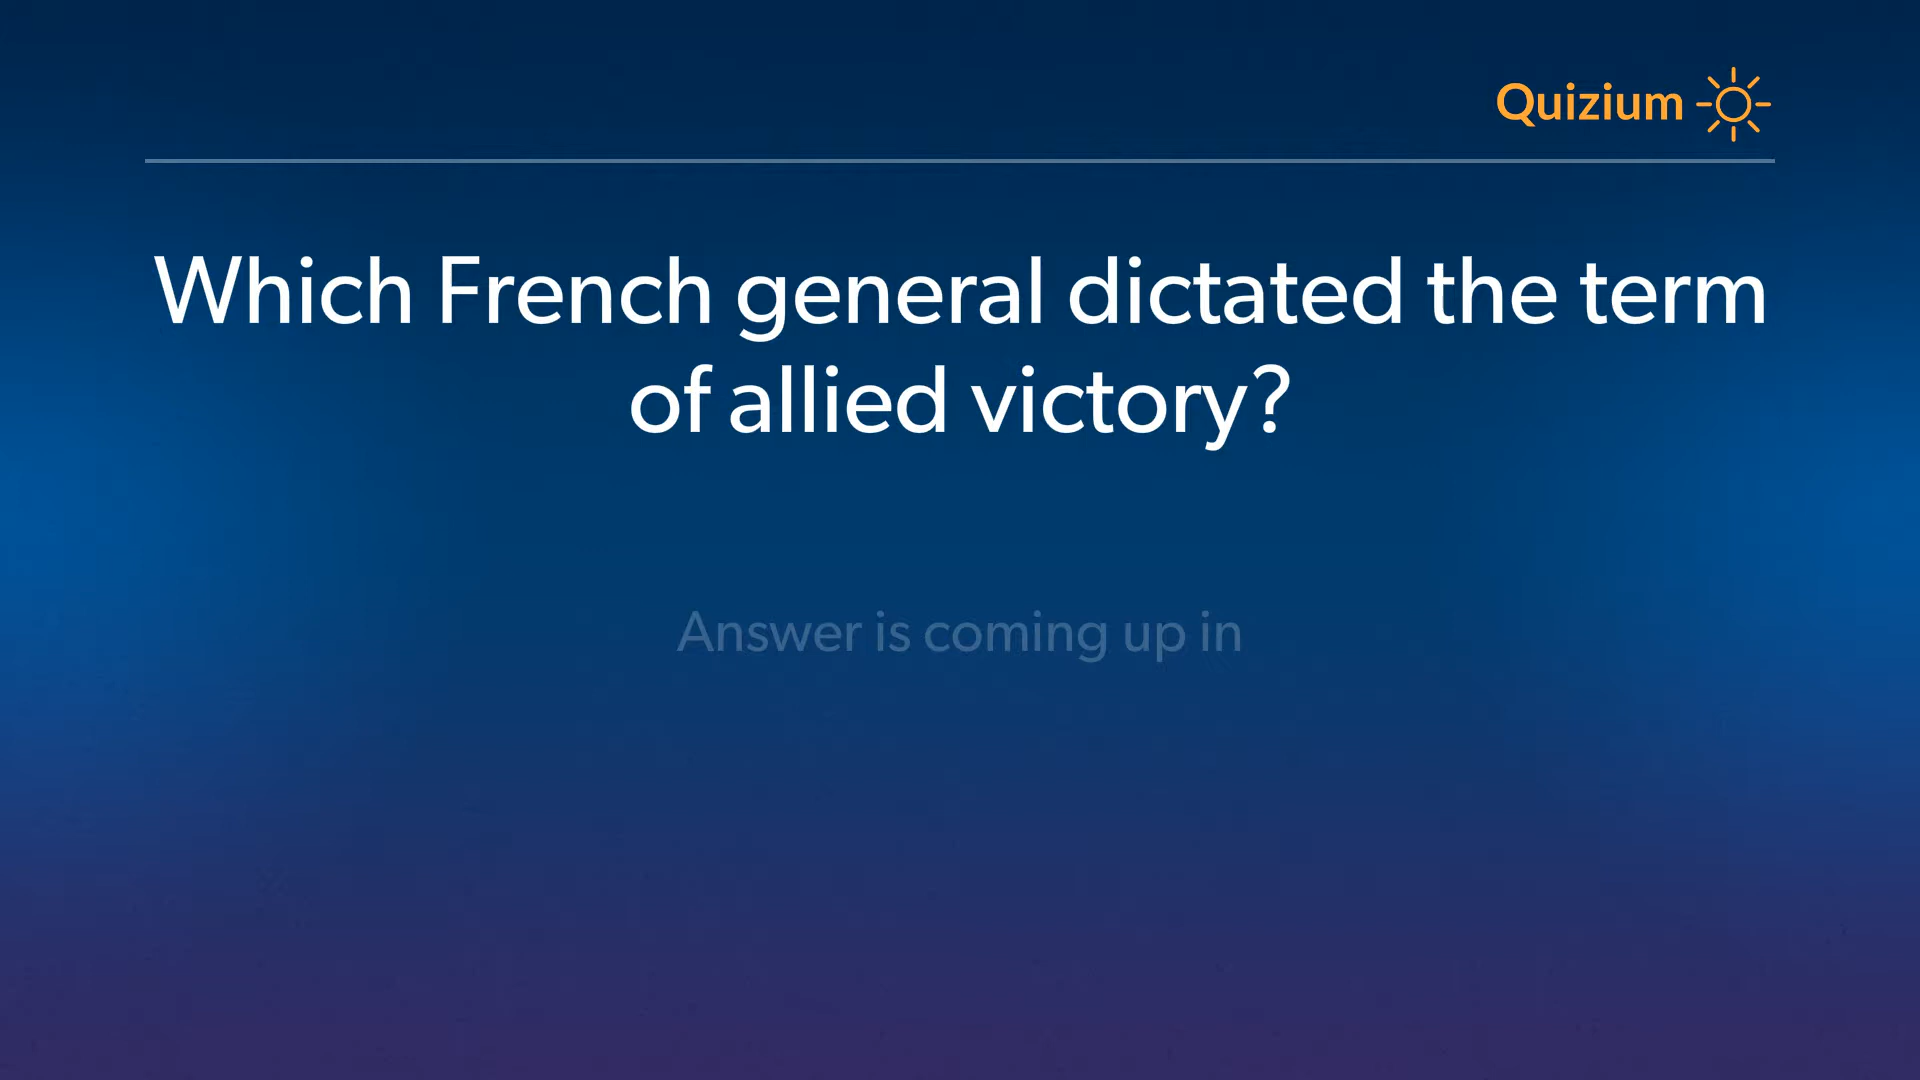 Quizium
Which French general dictated the term
of allied victory?
Answer is coming up in